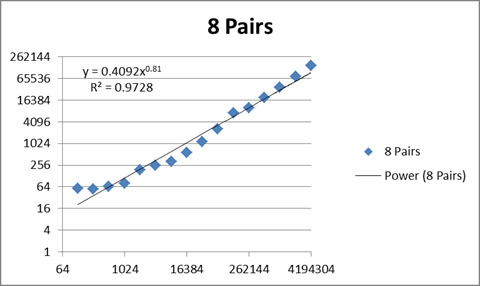 8 Pairs
262144
65536
16384
4096
1024
256
64
16
4
1
y = 0.4092x^0.81
R² = 0.9728
64 1024 16384 262144 4194304
8 Pairs
Power (8 Pairs)